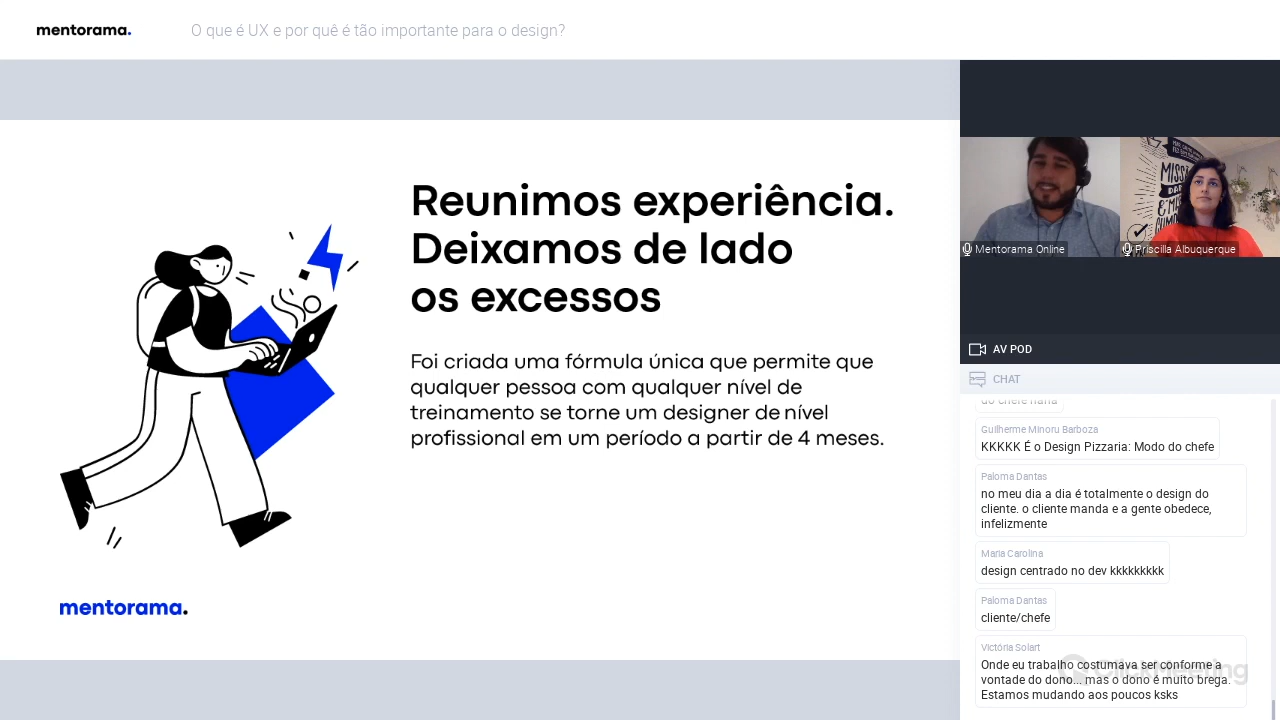 mentorama.
O que é UX e por quê é tão importante para o design?
Reunimos experiência.
Deixamos de lado
os excessos
Foi criada uma fórmula única que permite que
qualquer pessoa com qualquer nível de
treinamento se torne um designer de nível
profissional em um período a partir de 4 meses.
mentorama.
MISSÃ
Mentorama Online
Priscilla Albuquerque
AV POD
CHAT
do chefe haha
Guilherme Minoru Barboza
KKKKK É o Design Pizzaria: Modo do chefe
Paloma Dantas
no meu dia a dia é totalmente o design do
cliente. o cliente manda e a gente obedece,
infelizmente
Maria Carolina
design centrado no dev kkkkkkkkk
Paloma Dantas
cliente/chefe
Victória Solart
Onde eu trabalho costumava ser conforme a
vontade do dono... mas o dono é muito brega.
Estamos mudando aos poucos ksks
ClickMeeting